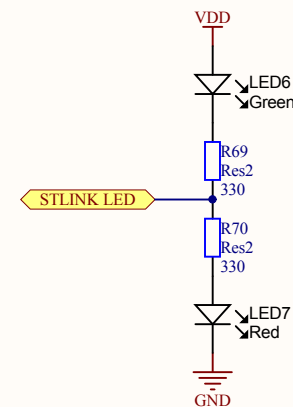 VDD
LED6
Green
R69
Res2
330
STLINK LED
R70
Res2
330
LED7
Red
GND